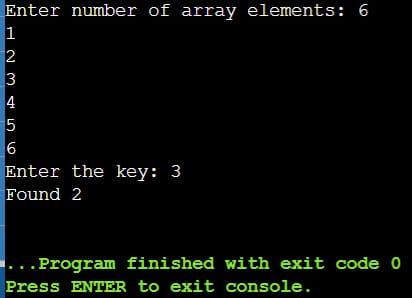 Enter number of array elements: 6
1
2
3
4
5
6
Enter the key: 3
Found 2
...Program finished with exit code 0
Press ENTER to exit console.